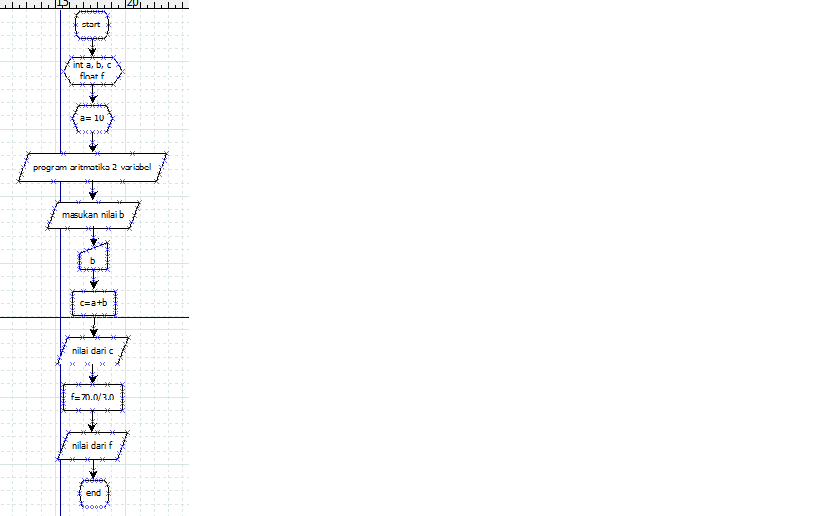 15 20
start
int a, b, c
float f
a= 10
program aritmatika 2 variabel
masukan nilai b
b
c=a+b
nilai dari c
f=70.0/3.0
nilai dari f
end